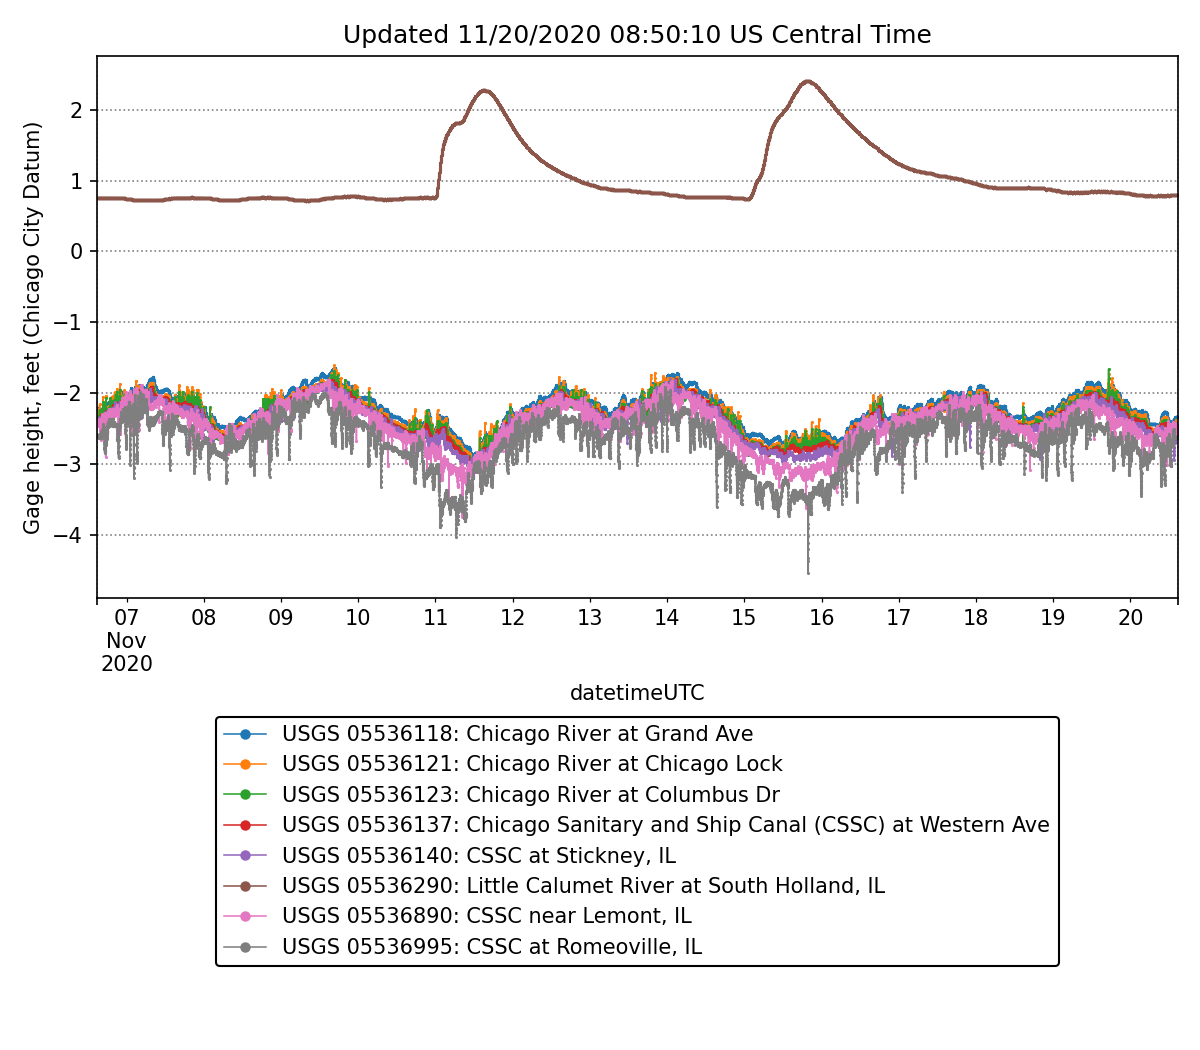 Updated 11/20/2020 08:50:10 US Central Time
Gage height, feet (Chicago City Datum)
2
1
0
−1
−2
−3
−4
07 08 09 10 11 12 13 14 15 16 17 18 19 20
Nov
2020
datetimeUTC
USGS 05536118: Chicago River at Grand Ave
USGS 05536121: Chicago River at Chicago Lock
USGS 05536123: Chicago River at Columbus Dr
USGS 05536137: Chicago Sanitary and Ship Canal (CSSC) at Western Ave
USGS 05536140: CSSC at Stickney, IL
USGS 05536290: Little Calumet River at South Holland, IL
USGS 05536890: CSSC near Lemont, IL
USGS 05536995: CSSC at Romeoville, IL